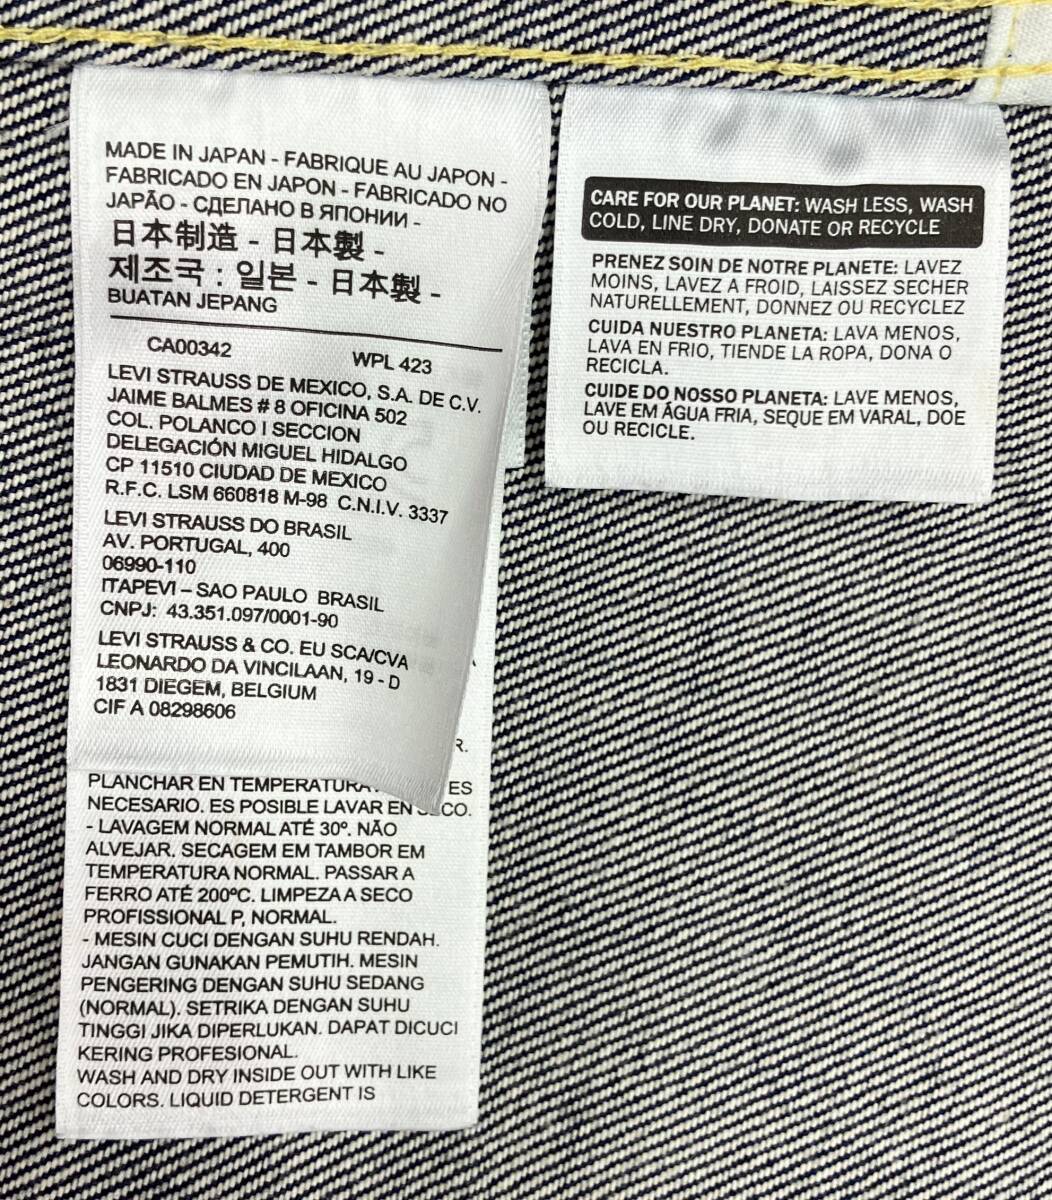 MADE IN JAPAN - FABRIQUE AU JAPON -
FABRICADO EN JAPON - FABRICADO NO
JAPÃO - СДЕЛАНО В ЯПОНИИ -
日本制造 - 日本製 -
제조국 : 일본 - 日本製 -
BUATAN JEPANG
CA00342 WPL 423
LEVI STRAUSS DE MEXICO, S.A. DE C.V.
JAIME BALMES # 8 OFICINA 502
COL. POLANCO I SECCION
DELEGACIÓN MIGUEL HIDALGO
CP 11510 CIUDAD DE MEXICO
R.F.C. LSM 660818 M-98 C.N.I.V. 3337
LEVI STRAUSS DO BRASIL
AV. PORTUGAL, 400
06990-110
ITAPEVI – SAO PAULO BRASIL
CNPJ: 43.351.097/0001-90
LEVI STRAUSS & CO. EU SCA/CVA
LEONARDO DA VINCILAAN, 19 - D
1831 DIEGEM, BELGIUM
CIF A 08298606
R.
PLANCHAR EN TEMPERATURA ES
NECESARIO. ES POSIBLE LAVAR EN CO.
- LAVAGEM NORMAL ATÉ 30º. NÃO
ALVEJAR. SECAGEM EM TAMBOR EM
TEMPERATURA NORMAL. PASSAR A
FERRO ATÉ 200ºC. LIMPEZA A SECO
PROFISSIONAL P, NORMAL.
- MESIN CUCI DENGAN SUHU RENDAH.
JANGAN GUNAKAN PEMUTIH. MESIN
PENGERING DENGAN SUHU SEDANG
(NORMAL). SETRIKA DENGAN SUHU
TINGGI JIKA DIPERLUKAN. DAPAT DICUCI
KERING PROFESIONAL.
WASH AND DRY INSIDE OUT WITH LIKE
COLORS. LIQUID DETERGENT IS
CARE FOR OUR PLANET: WASH LESS, WASH
COLD, LINE DRY, DONATE OR RECYCLE
PRENEZ SOIN DE NOTRE PLANETE: LAVEZ
MOINS, LAVEZ A FROID, LAISSEZ SECHER
NATURELLEMENT, DONNEZ OU RECYCLEZ
CUIDA NUESTRO PLANETA: LAVA MENOS,
LAVA EN FRIO, TIENDE LA ROPA, DONA O
RECICLA.
CUIDE DO NOSSO PLANETA: LAVE MENOS,
LAVE EM ÁGUA FRIA, SEQUE EM VARAL, DOE
OU RECICLE.